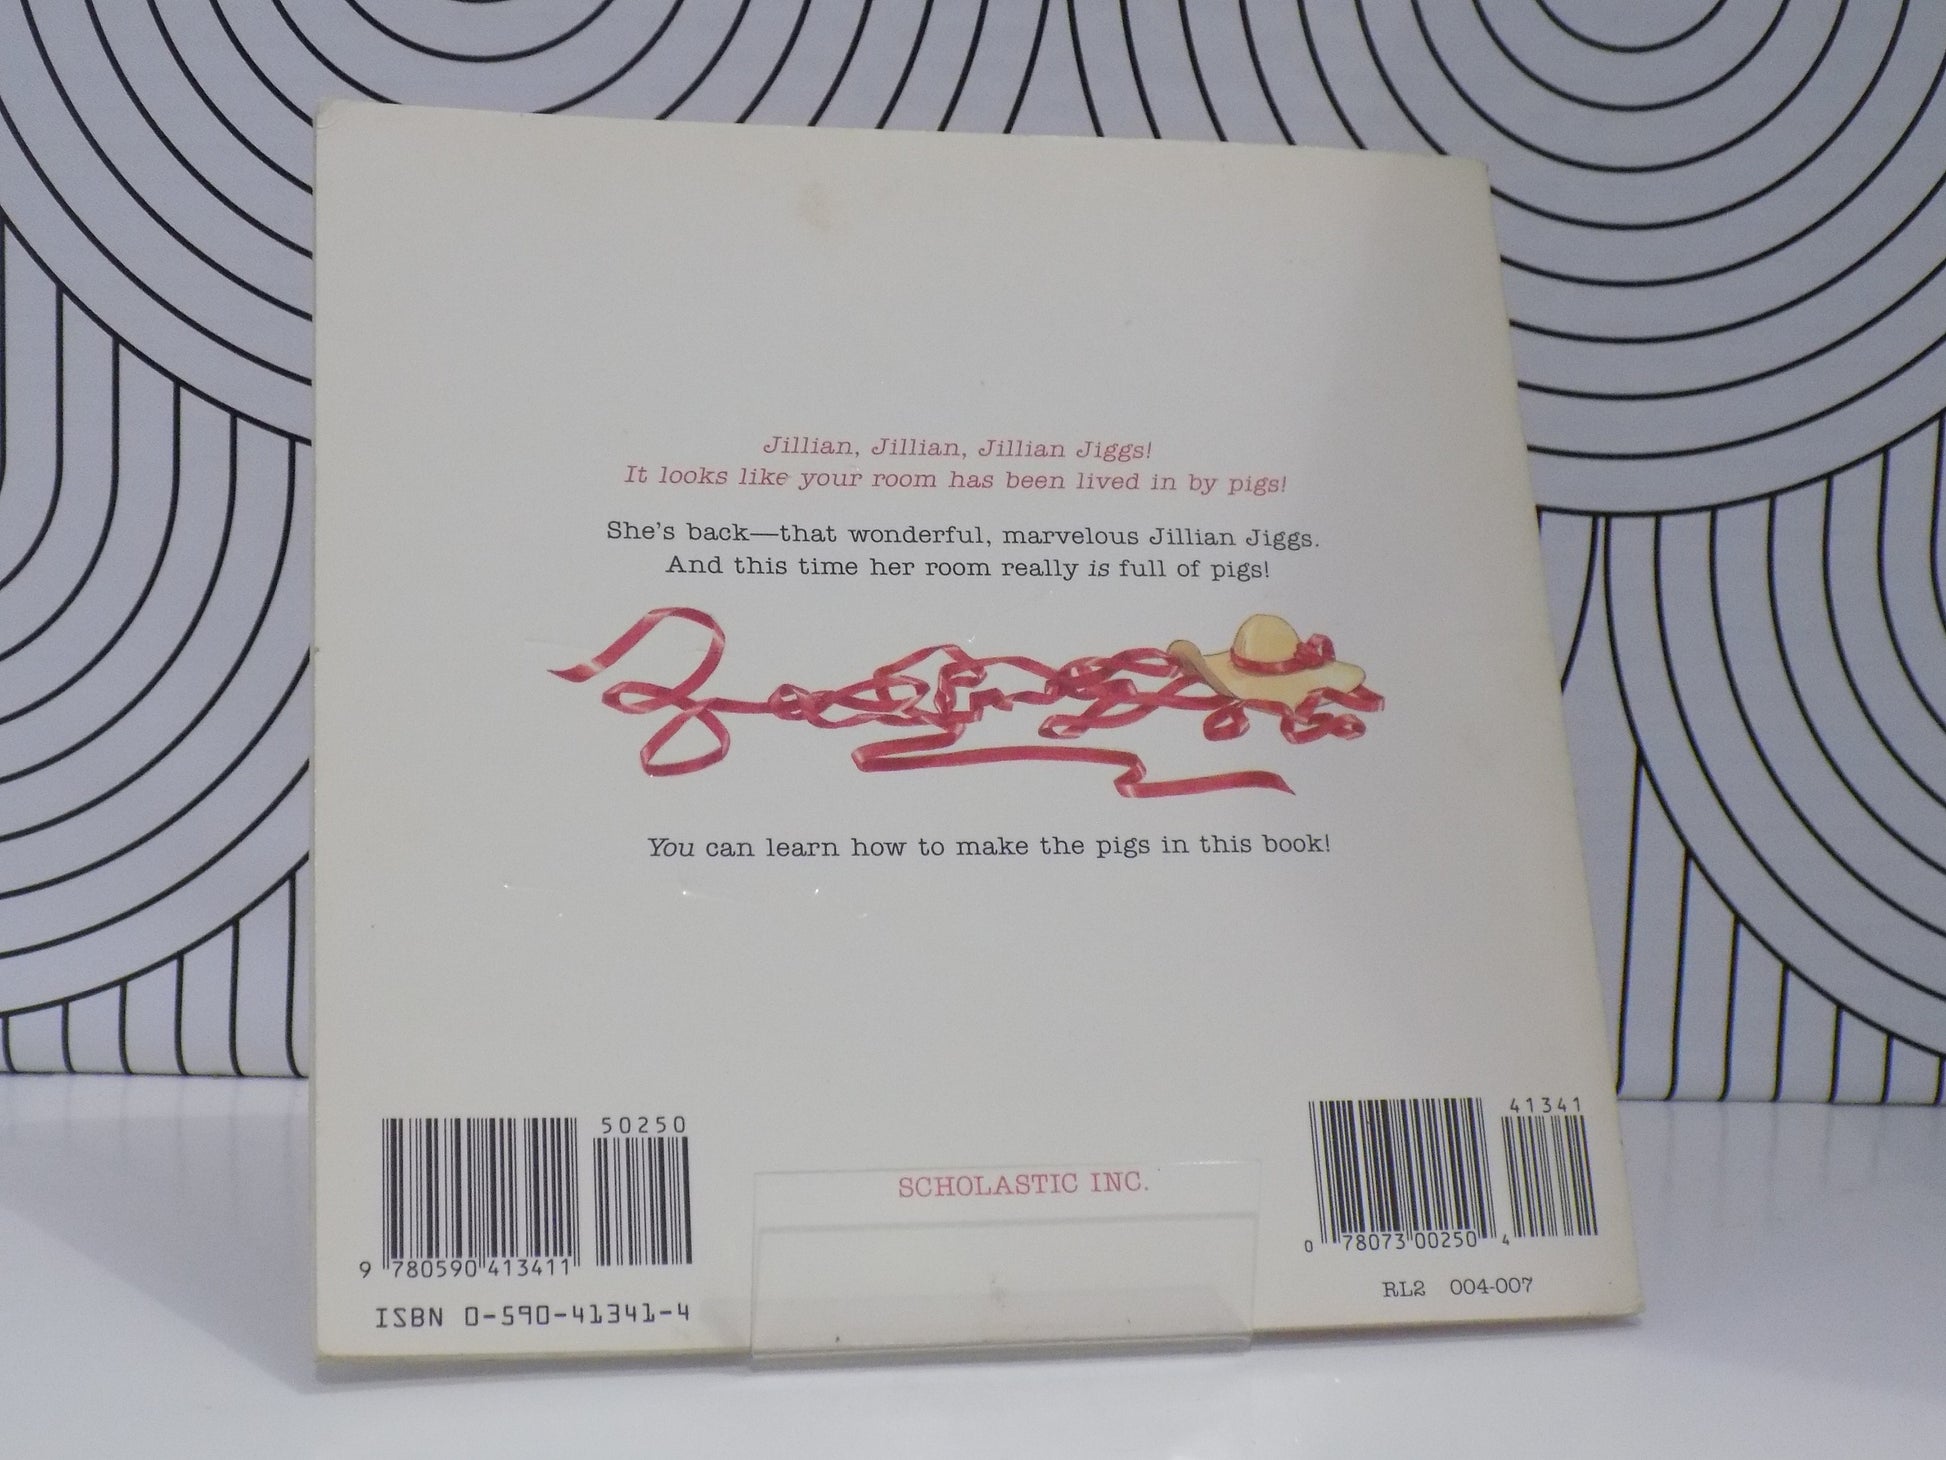 Jillian, Jillian, Jillian Jiggs!
It looks like your room has been lived in by pigs!
She's back—that wonderful, marvelous Jillian Jiggs.
And this time her room really is full of pigs!
You can learn how to make the pigs in this book!
50250
9 780590 413411
ISBN 0-590-41341-4
SCHOLASTIC INC.
41341
0 78073 00250 4
RL2 004-007